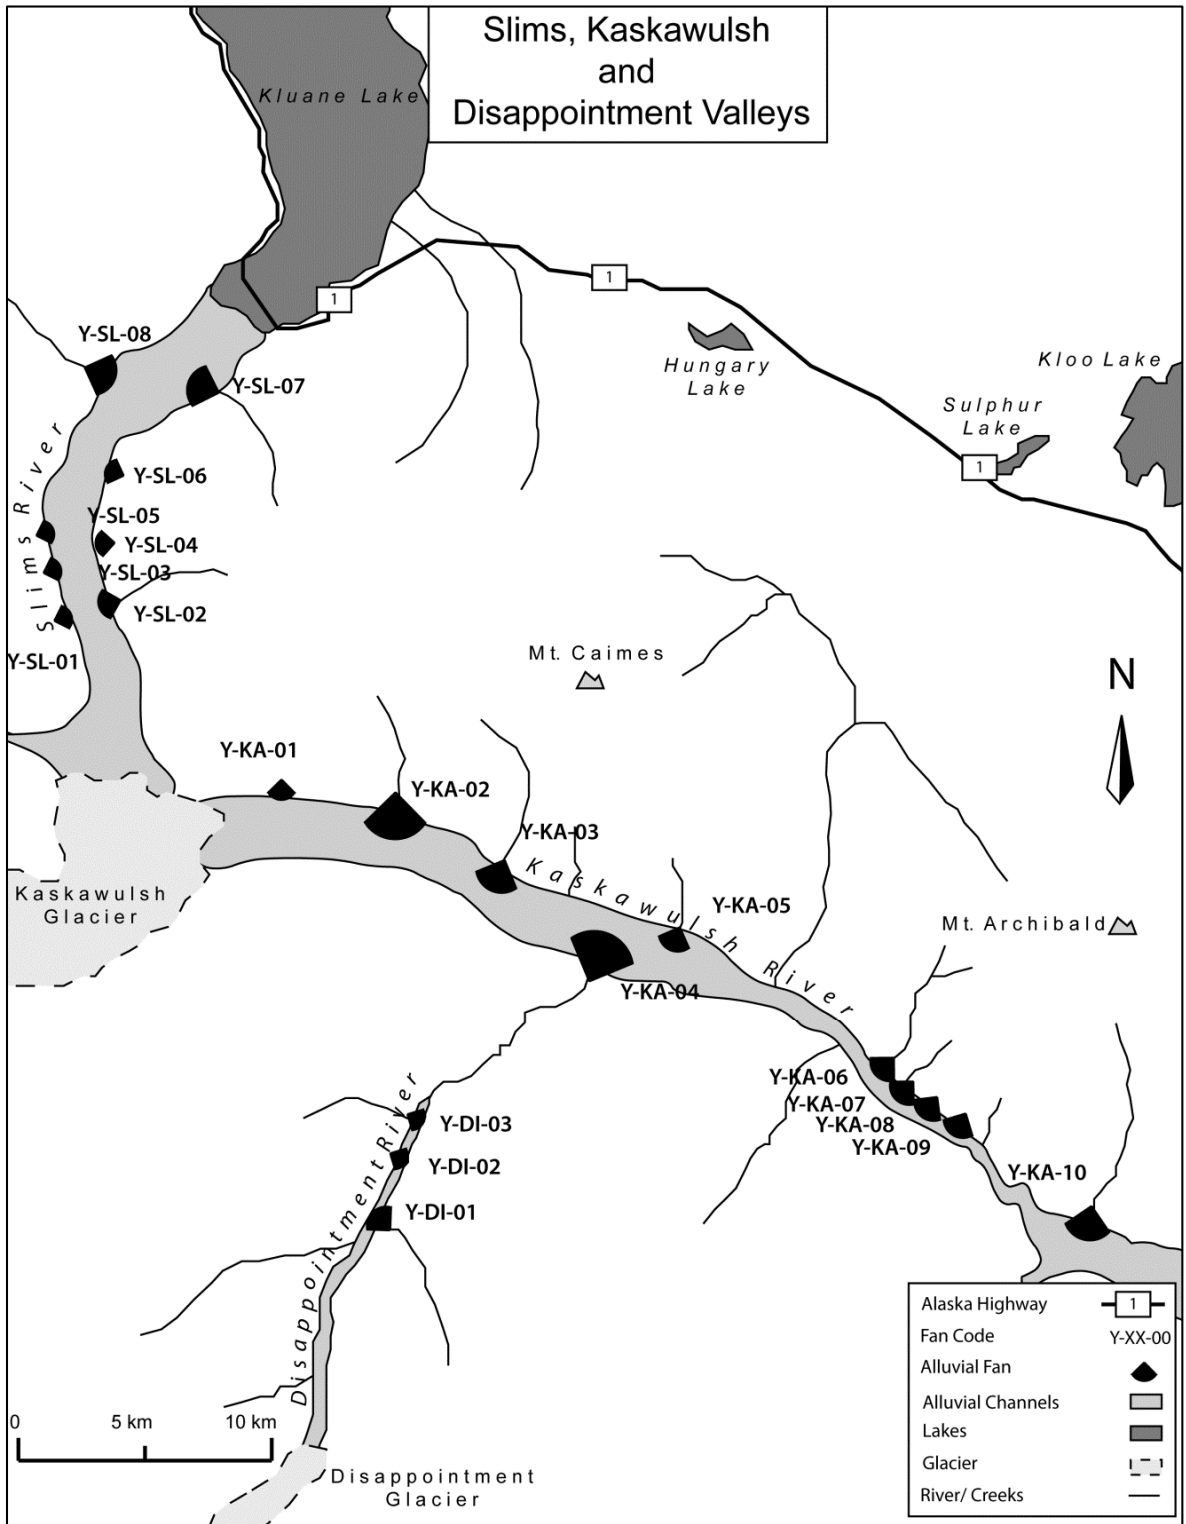 Slims, Kaskawulsh
and
Disappointment Valleys
Kluane Lake
1
1
Hungary
Lake
Kloo Lake
Sulphur
Lake
1
Y-SL-08
Y-SL-07
Slims River
Y-SL-06
Y-SL-05
Y-SL-04
Y-SL-03
Y-SL-02
Y-SL-01
Mt. Caimes
N
Y-KA-01
Y-KA-02
Y-KA-03
Kaskawulsh River
Y-KA-05
Kaskawulsh
Glacier
Mt. Archibald
Y-KA-04
Y-KA-06
Y-KA-07
Y-KA-08
Y-KA-09
Y-KA-10
Disappointment River
Y-DI-03
Y-DI-02
Y-DI-01
0 5 km 10 km
Disappointment
Glacier
Alaska Highway 1
Fan Code Y-XX-00
Alluvial Fan
Alluvial Channels
Lakes
Glacier
River/ Creeks